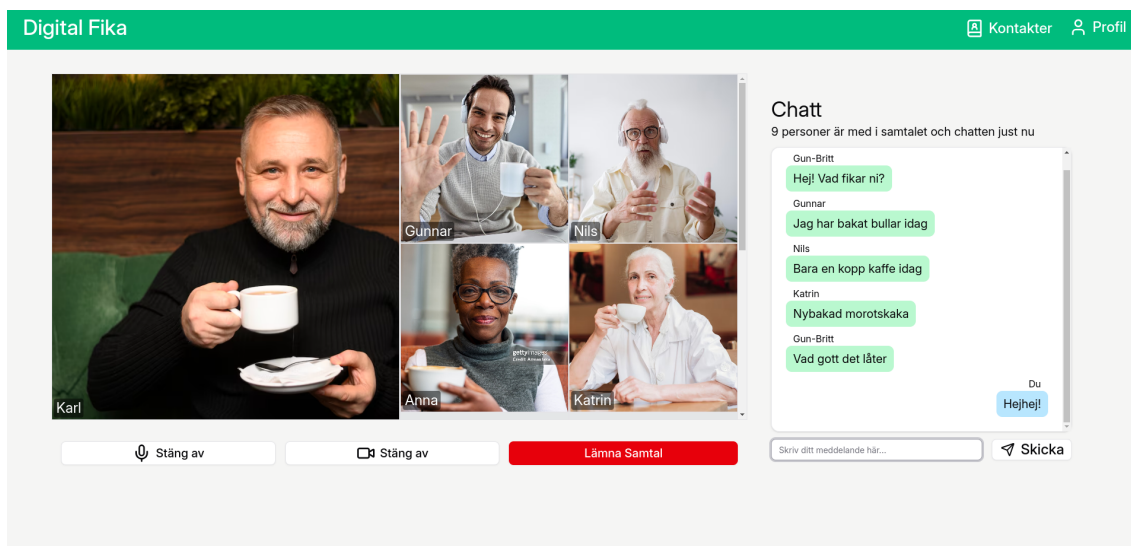 Digital Fika
Kontakter
Profil
Karl
Gunnar
Nils
gettyimages
Anna
Katrin
Stäng av
Stäng av
Lämna Samtal
Chatt
9 personer är med i samtalet och chatten just nu
Gun-Britt
Hej! Vad fikar ni?
Gunnar
Jag har bakat bullar idag
Nils
Bara en kopp kaffe idag
Katrin
Nybakad morotskaka
Gun-Britt
Vad gott det låter
Du
Hejhej!
Skriv ditt meddelande här...
Skicka